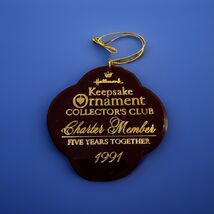 Hallmark
Keepsake
Ornament
COLLECTOR'S CLUB
Charter Member
FIVE YEARS TOGETHER
1991